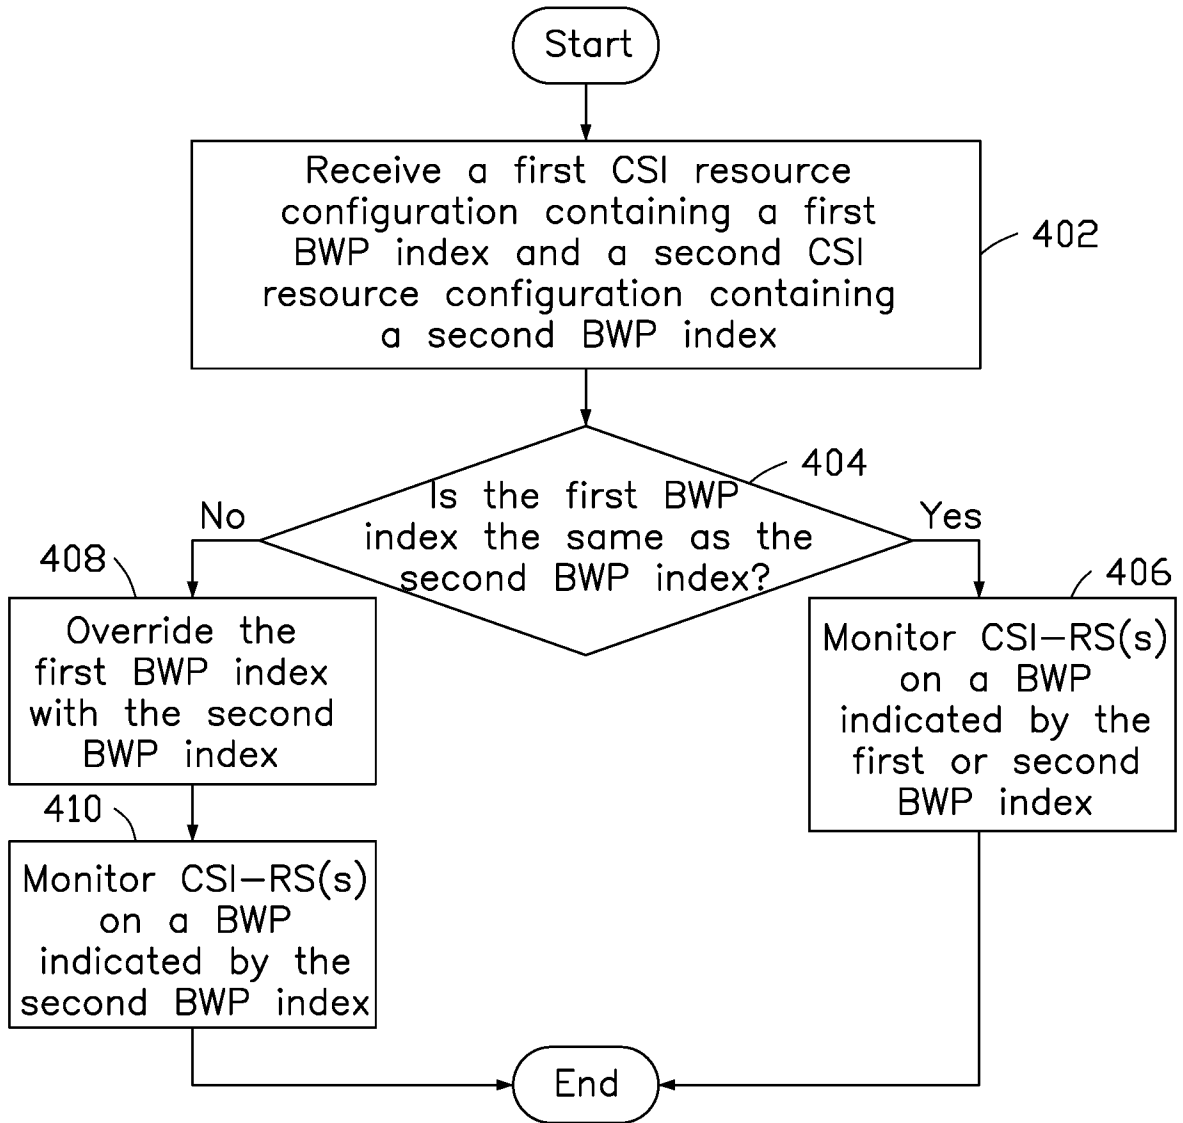 Start
Receive a first CSI resource
configuration containing a first
BWP index and a second CSI
resource configuration containing
a second BWP index
402
404
Is the first BWP
index the same as the
second BWP index?
No
Yes
408
Override the
first BWP index
with the second
BWP index
406
Monitor CSI-RS(s)
on a BWP
indicated by the
first or second
BWP index
410
Monitor CSI-RS(s)
on a BWP
indicated by the
second BWP index
End